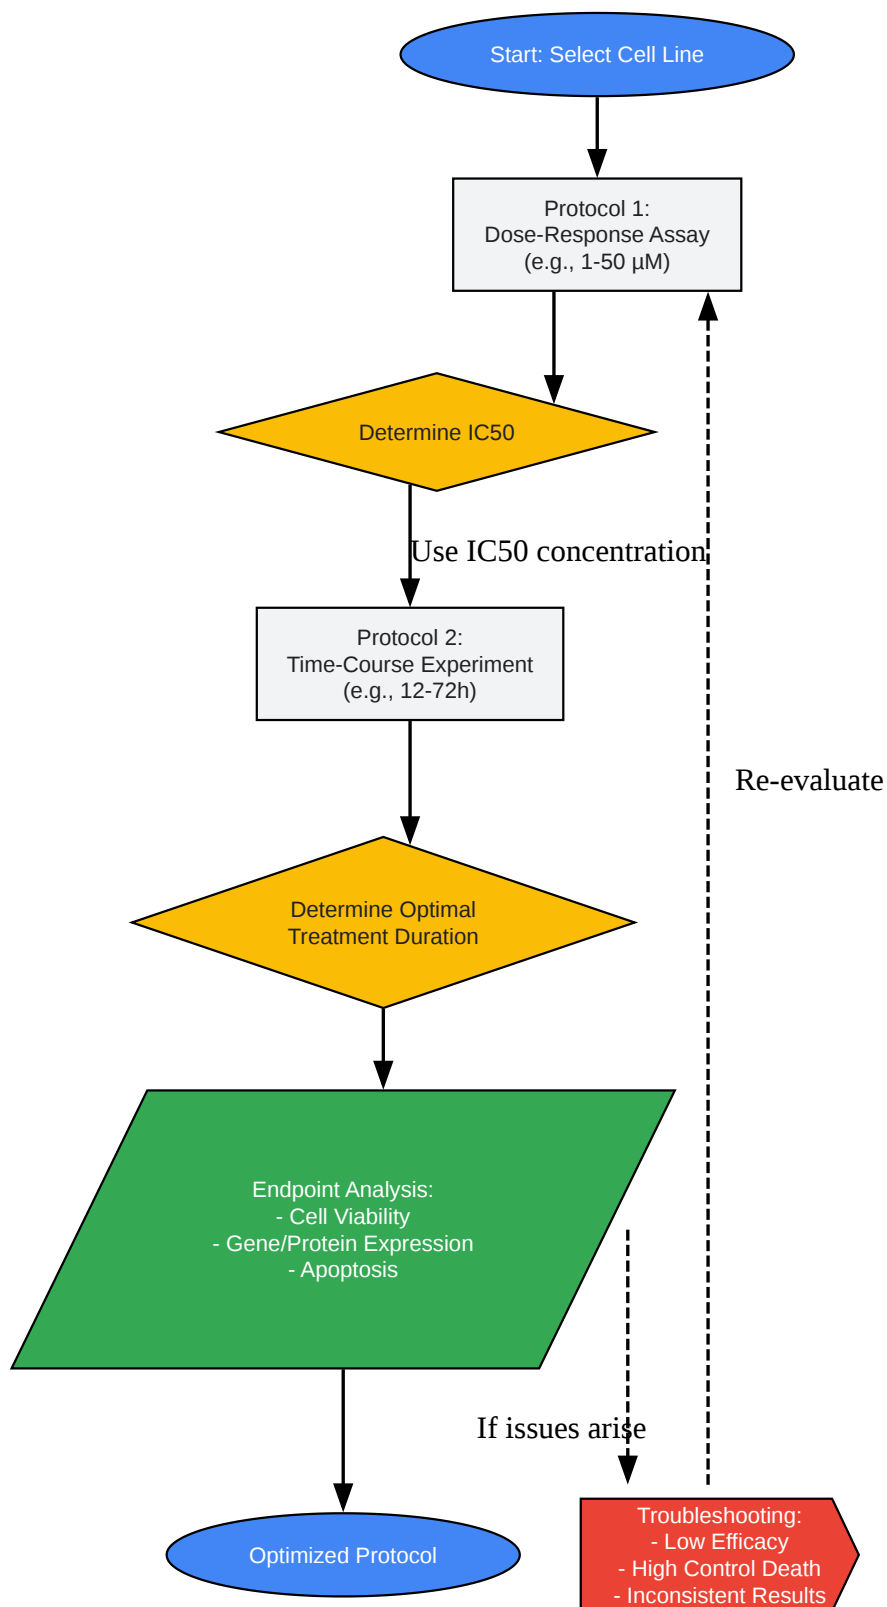 Start: Select Cell Line
Protocol 1:
Dose-Response Assay
(e.g., 1-50 µM)
Determine IC50
Use IC50 concentration
Protocol 2:
Time-Course Experiment
(e.g., 12-72h)
Re-evaluate
Determine Optimal
Treatment Duration
Endpoint Analysis:
- Cell Viability
- Gene/Protein Expression
- Apoptosis
If issues arise
Troubleshooting:
- Low Efficacy
- High Control Death
- Inconsistent Results
Optimized Protocol